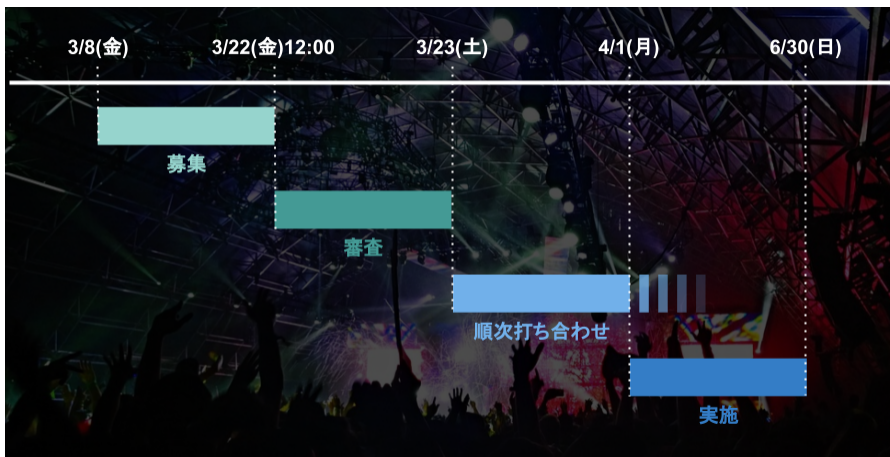 3/8(金) 3/22(金)12:00 3/23(土) 4/1(月) 6/30(日)
募集
審査
順次打ち合わせ
実施